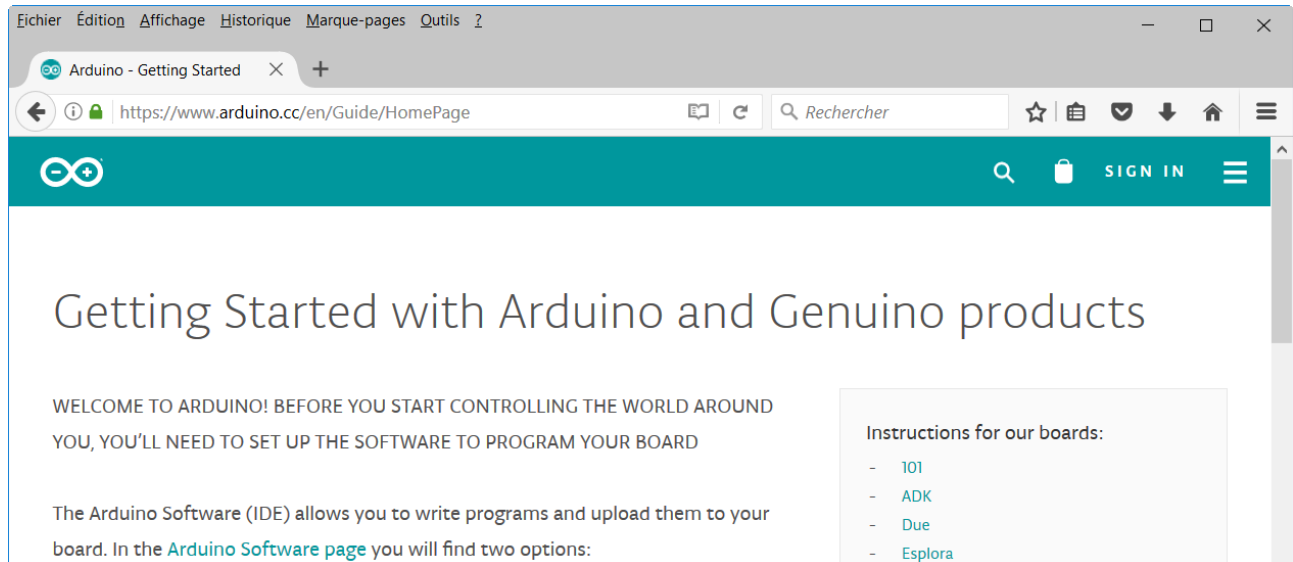 Fichier Édition Affichage Historique Marque-pages Outils ?
Arduino - Getting Started
https://www.arduino.cc/en/Guide/HomePage
Rechercher
SIGN IN
Getting Started with Arduino and Genuino products
WELCOME TO ARDUINO! BEFORE YOU START CONTROLLING THE WORLD AROUND
YOU, YOU'LL NEED TO SET UP THE SOFTWARE TO PROGRAM YOUR BOARD
The Arduino Software (IDE) allows you to write programs and upload them to your
board. In the Arduino Software page you will find two options:
Instructions for our boards:
- 101
- ADK
- Due
- Esplora